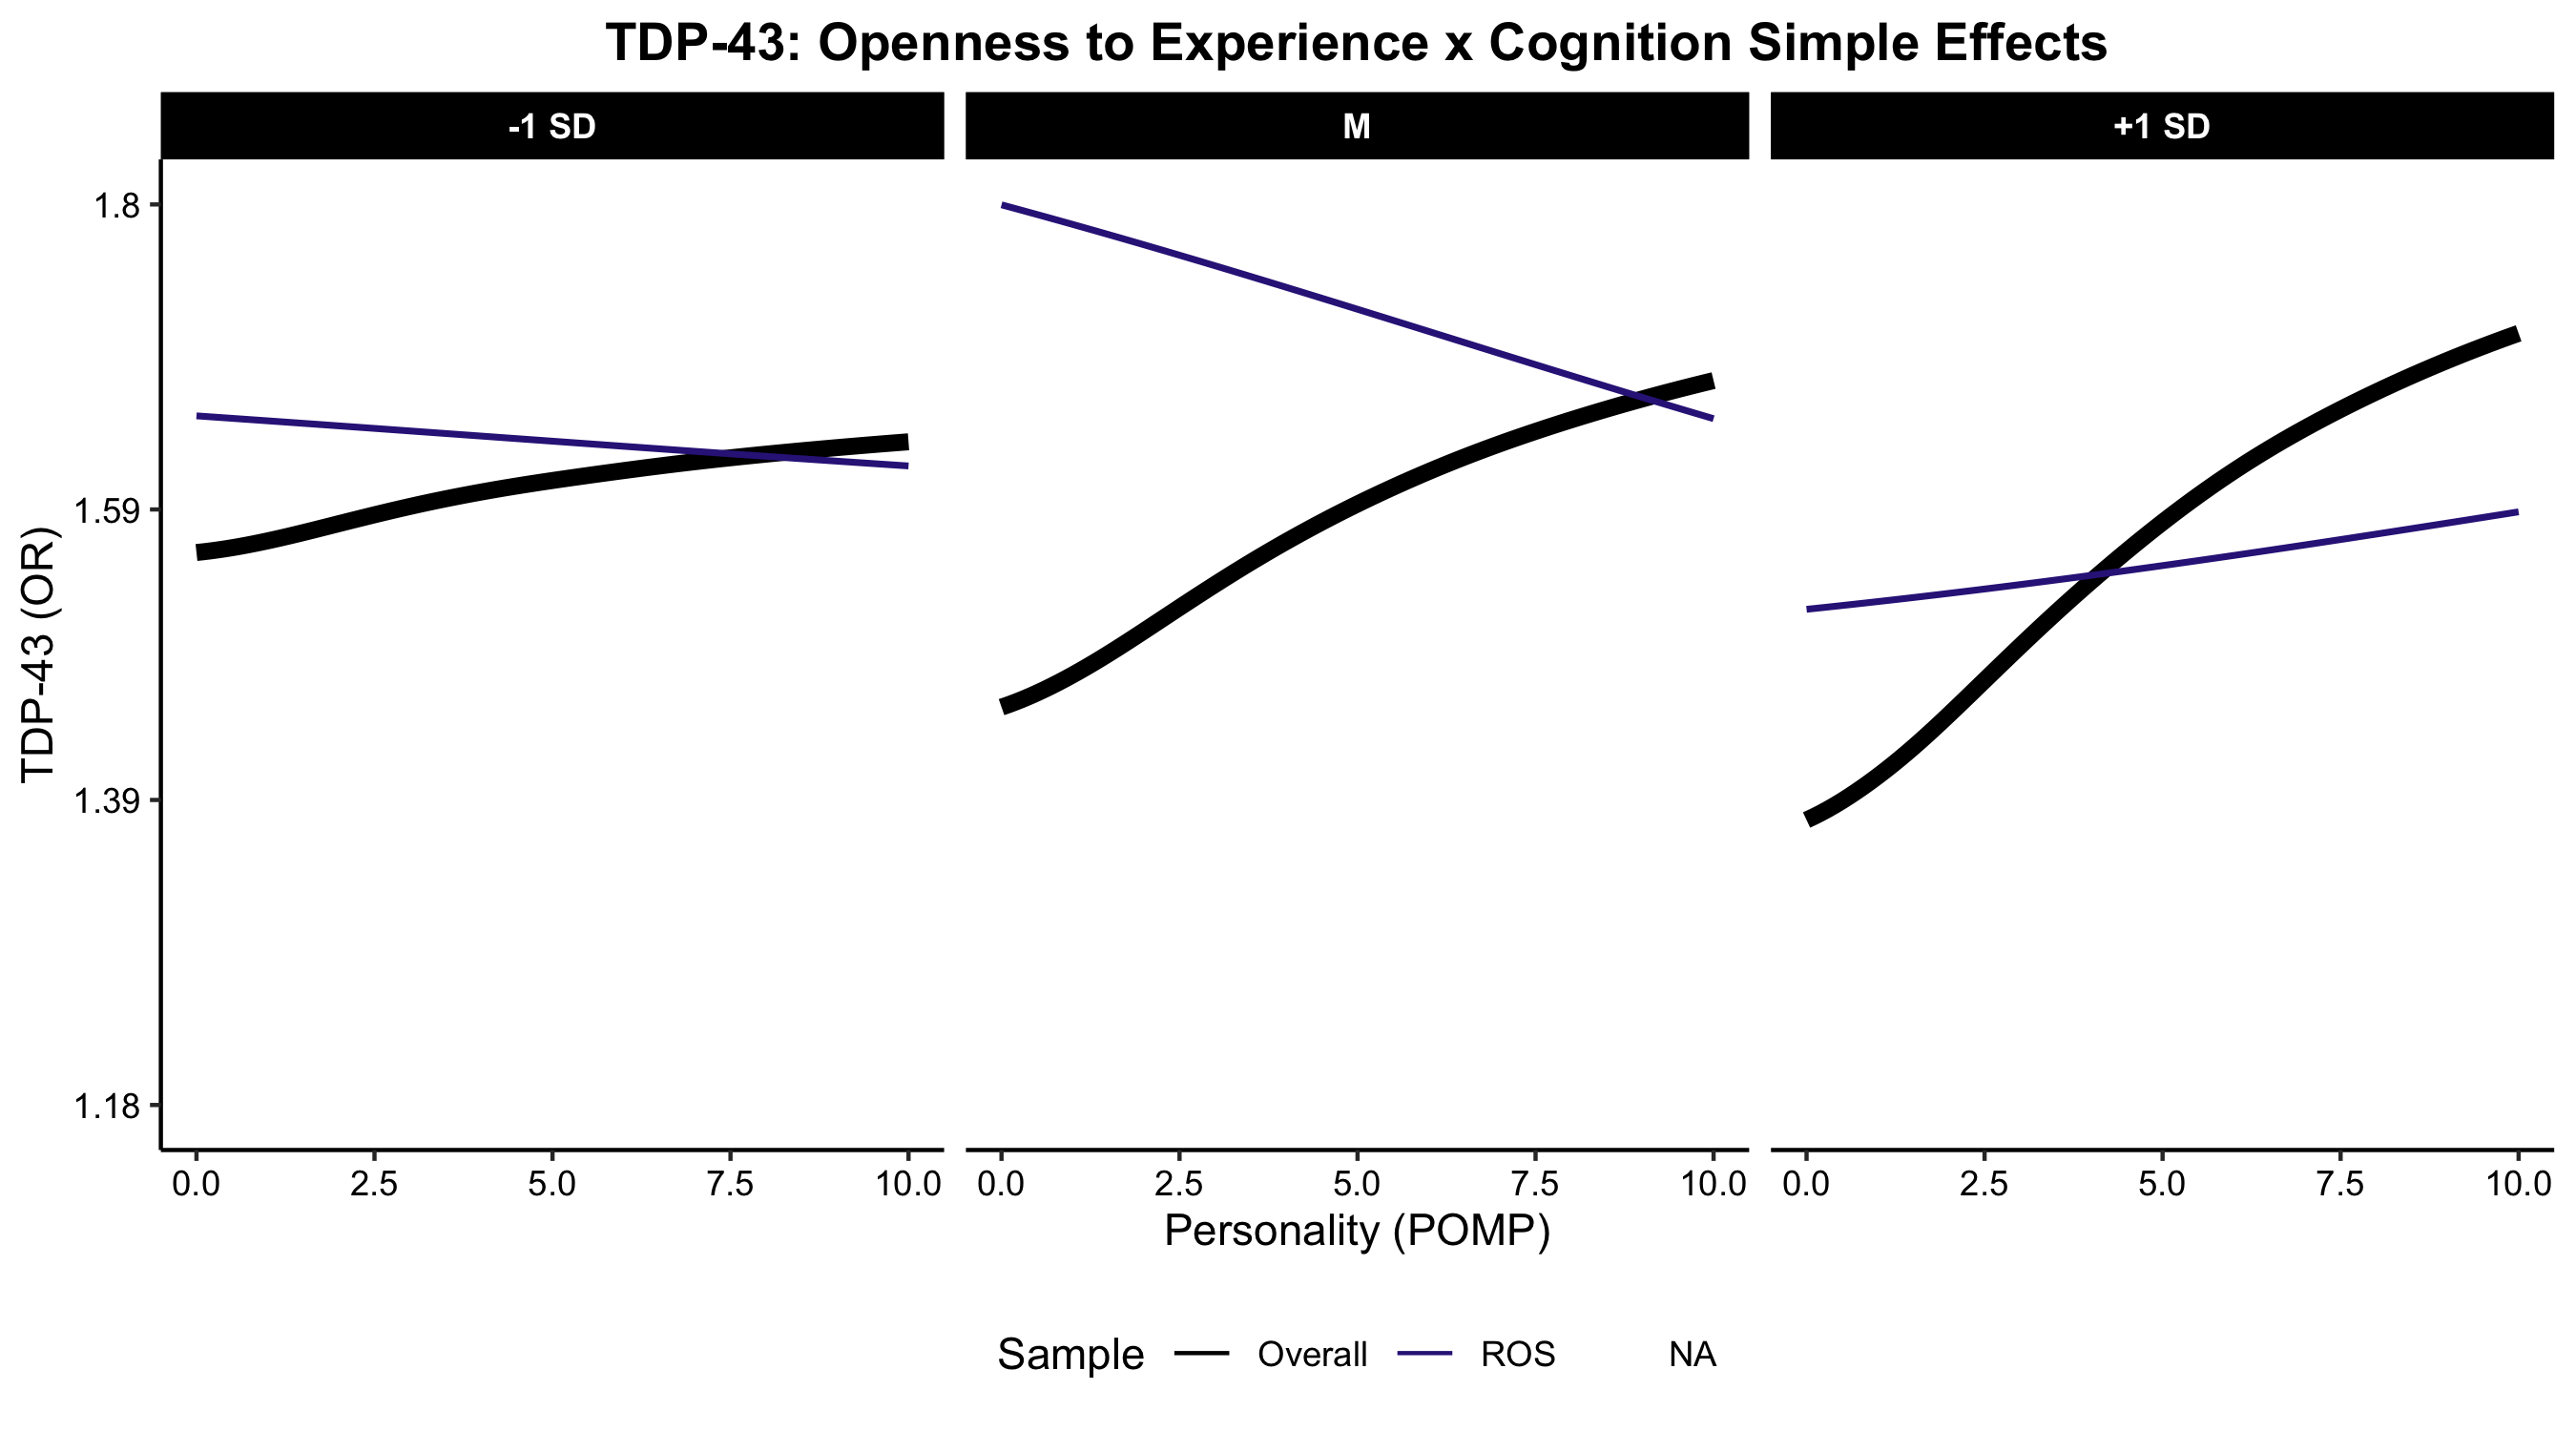 TDP-43: Openness to Experience x Cognition Simple Effects
-1 SD
M
+1 SD
TDP-43 (OR)
1.8
1.59
1.39
1.18
0.0 2.5 5.0 7.5 10.0 0.0 2.5 5.0 7.5 10.0 0.0 2.5 5.0 7.5 10.0
Personality (POMP)
Sample Overall ROS NA